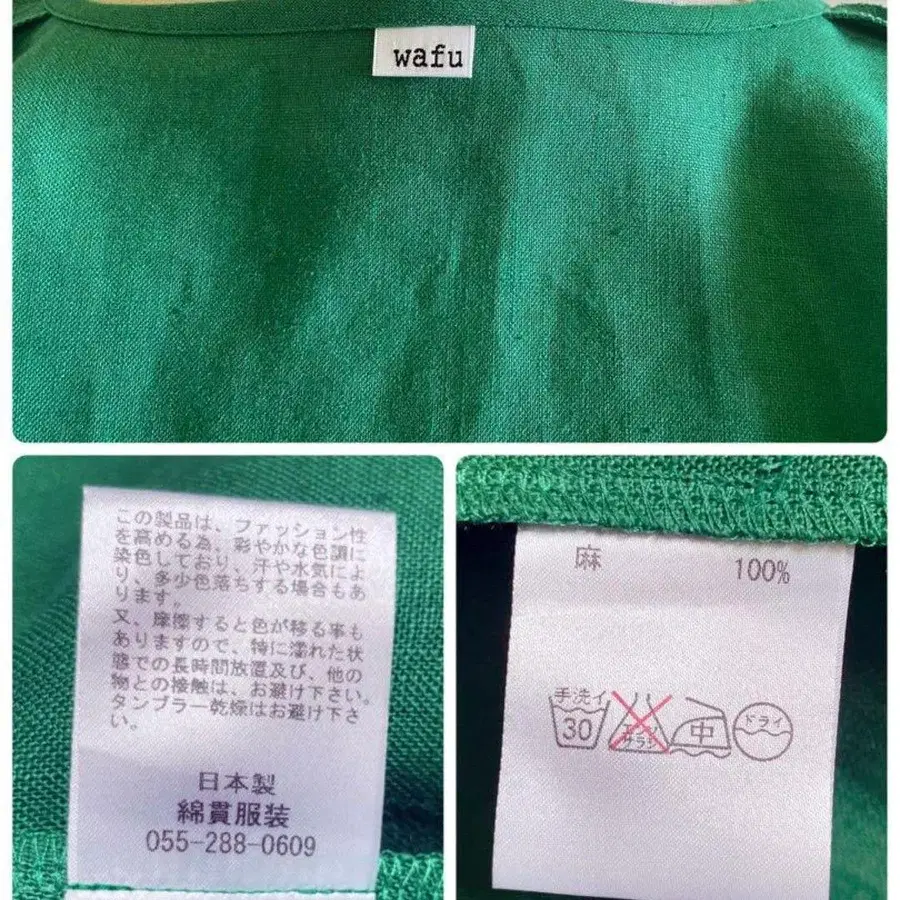 wafu
この製品は、ファッション性
を高める為。彩やかな色調に
染色しており、汗や水気によ
り、多少色落ちする場合もあ
ります。
又、摩擦すると色が移る事も
ありますので、特に濡れた状
態での長時間放置及び、他の
物との接触は、お避け下さい。
タンブラー乾燥はお避け下さ
い。
日本製
綿貫服装
055-288-0609
麻 100%
手洗イ
30
エンソ
サラシ
中
ドライ